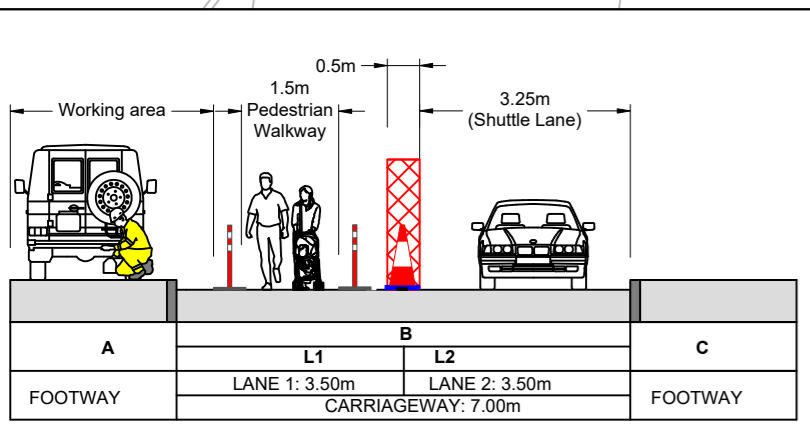 0.5m
1.5m
Pedestrian
Walkway
Working area
3.25m
(Shuttle Lane)
A
B
C
L1
L2
FOOTWAY
LANE 1: 3.50m
LANE 2: 3.50m
FOOTWAY
CARRIAGEWAY: 7.00m